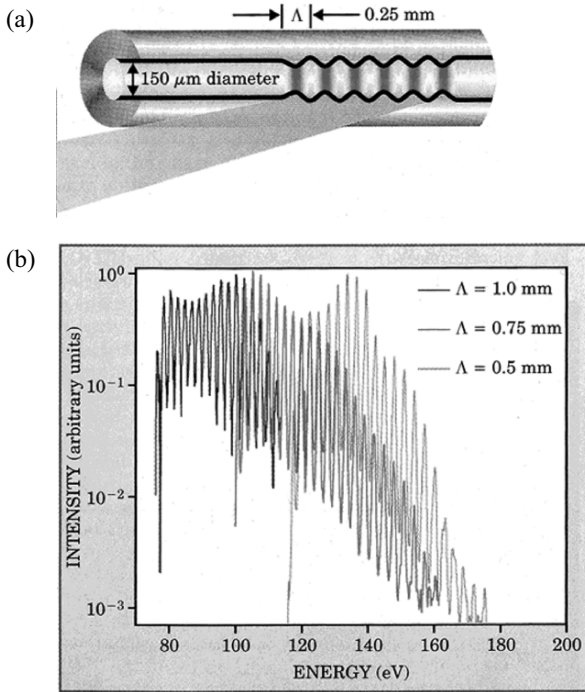 (a)
Λ
0.25 mm
150 μm diameter
(b)
10⁰
10⁻¹
10⁻²
10⁻³
INTENSITY (arbitrary units)
Λ = 1.0 mm
Λ = 0.75 mm
Λ = 0.5 mm
80 100 120 140 160 180 200
ENERGY (eV)